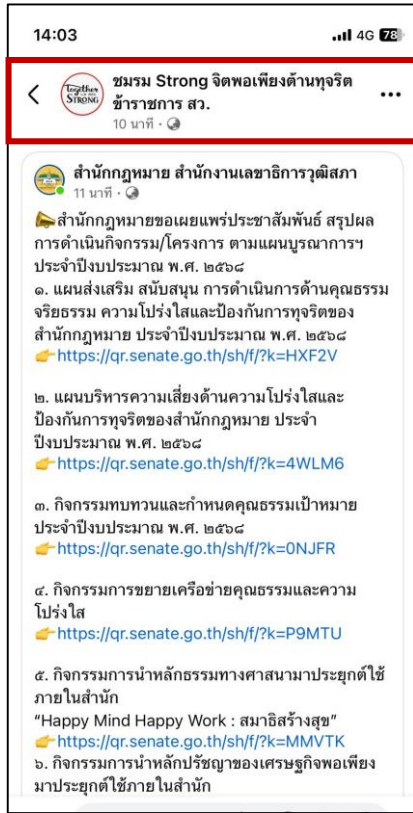 14:03
4G 78
Together
STRONG
ชมรม Strong จิตพอเพียงต้านทุจริต
ข้าราชการ สว.
10 นาที ·
สำนักกฎหมาย สำนักงานเลขาธิการวุฒิสภา
11 นาที ·
สำนักกฎหมายขอเผยแพร่ประชาสัมพันธ์ สรุปผล
การดำเนินกิจกรรม/โครงการ ตามแผนบูรณาการฯ
ประจำปีงบประมาณ พ.ศ. ๒๕๖๘
๑. แผนส่งเสริม สนับสนุน การดำเนินการด้านคุณธรรม
จริยธรรม ความโปร่งใสและป้องกันการทุจริตของ
สำนักกฎหมาย ประจำปีงบประมาณ พ.ศ. ๒๕๖๘
👉https://qr.senate.go.th/sh/f/?k=HXF2V
๒. แผนบริหารความเสี่ยงด้านความโปร่งใสและ
ป้องกันการทุจริตของสำนักกฎหมาย ประจำ
ปีงบประมาณ พ.ศ. ๒๕๖๘
👉https://qr.senate.go.th/sh/f/?k=4WLM6
๓. กิจกรรมทบทวนและกำหนดคุณธรรมเป้าหมาย
ประจำปีงบประมาณ พ.ศ. ๒๕๖๘
👉https://qr.senate.go.th/sh/f/?k=0NJFR
๔. กิจกรรมการขยายเครือข่ายคุณธรรมและความ
โปร่งใส
👉https://qr.senate.go.th/sh/f/?k=P9MTU
๕. กิจกรรมการนำหลักธรรมทางศาสนามาประยุกต์ใช้
ภายในสำนัก
“Happy Mind Happy Work : สมาธิสร้างสุข”
👉https://qr.senate.go.th/sh/f/?k=MMVTK
๖. กิจกรรมการนำหลักปรัชญาของเศรษฐกิจพอเพียง
มาประยุกต์ใช้ภายในสำนัก